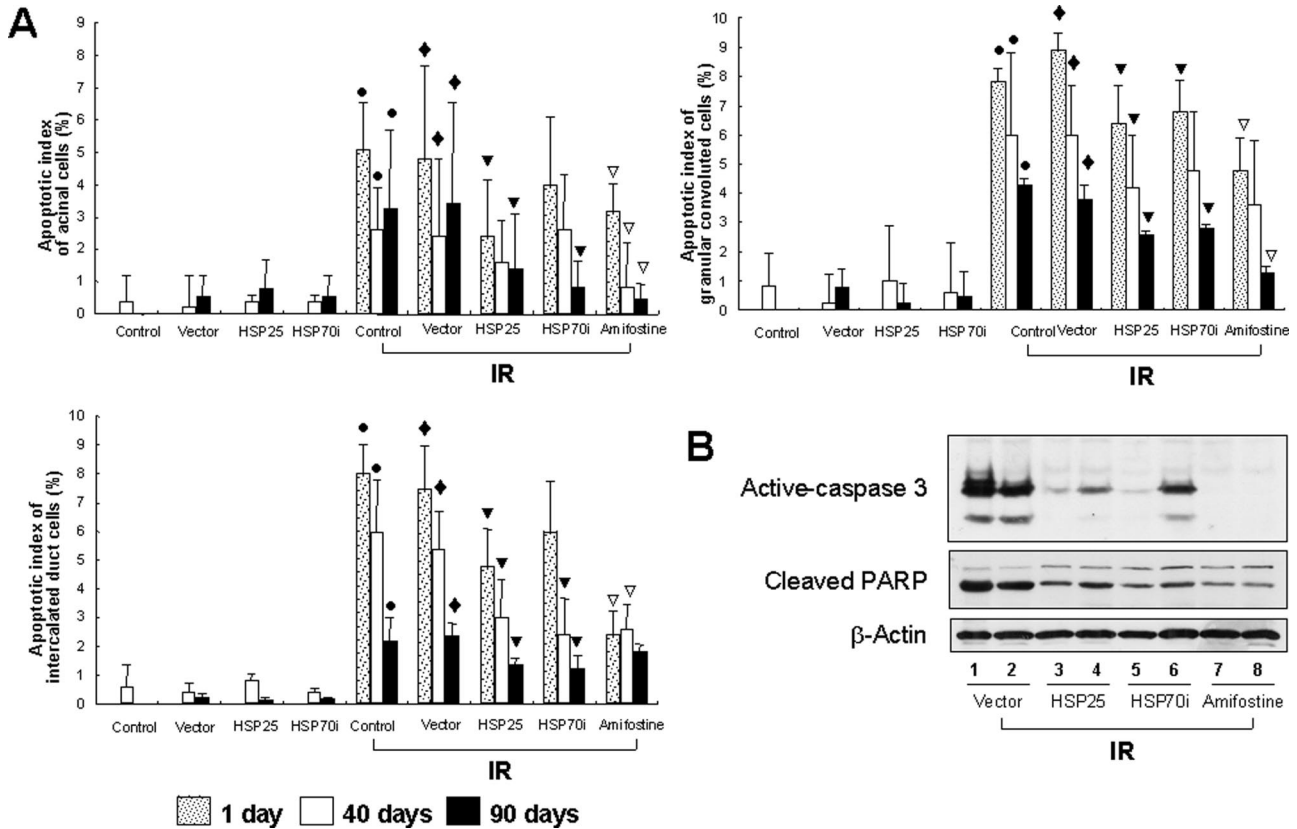 A
Apoptotic index
of acinal cells (%)
9
8
7
6
5
4
3
2
1
0
Control Vector HSP25 HSP70i Control Vector HSP25 HSP70i Amifostine
IR
Apoptotic index of
granular convoluted cells (%)
10
9
8
7
6
5
4
3
2
1
0
Control Vector HSP25 HSP70i Control Vector HSP25 HSP70i Amifostine
IR
Apoptotic index of
intercalated duct cells (%)
10
9
8
7
6
5
4
3
2
1
0
Control Vector HSP25 HSP70i Control Vector HSP25 HSP70i Amifostine
IR
1 day 40 days 90 days
B
Active-caspase 3
Cleaved PARP
β-Actin
1 2 3 4 5 6 7 8
Vector HSP25 HSP70i Amifostine
IR